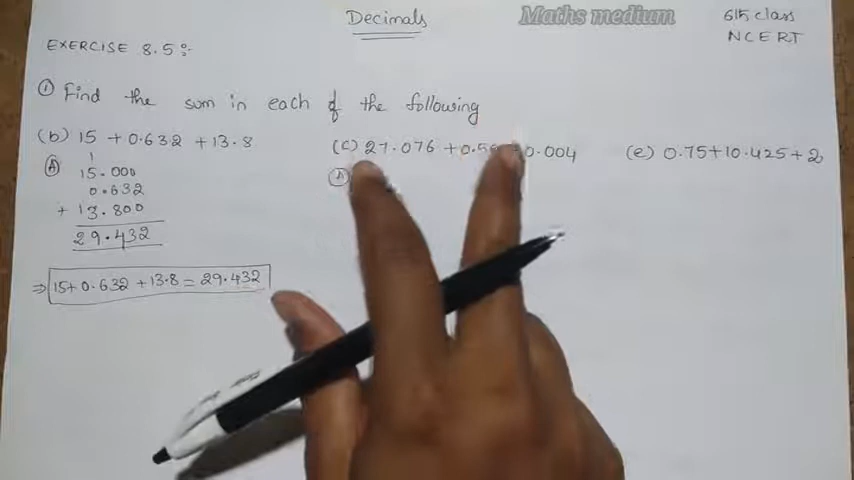 Decimals
Maths medium
6th class
NCERT
EXERCISE 8.5:-
① Find the sum in each of the following
(b) 15 + 0.632 + 13.8
(A)
1
15.000
0.632
+ 13.800
29.432
⇒ 15+0.632+13.8=29.432
(c) 27.076 + 0.004
(A)
(e) 0.75+10.425+2